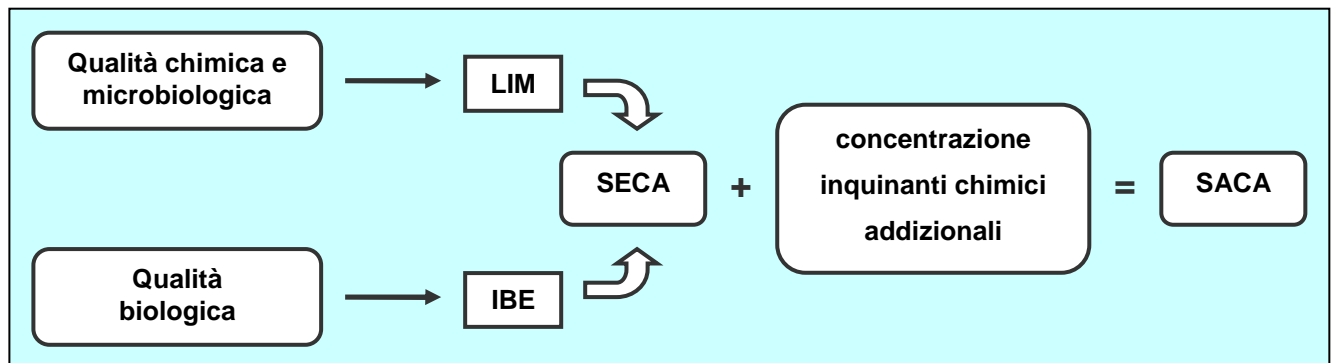 Qualità chimica e
microbiologica
LIM
SECA
+
concentrazione
inquinanti chimici
addizionali
=
SACA
Qualità
biologica
IBE